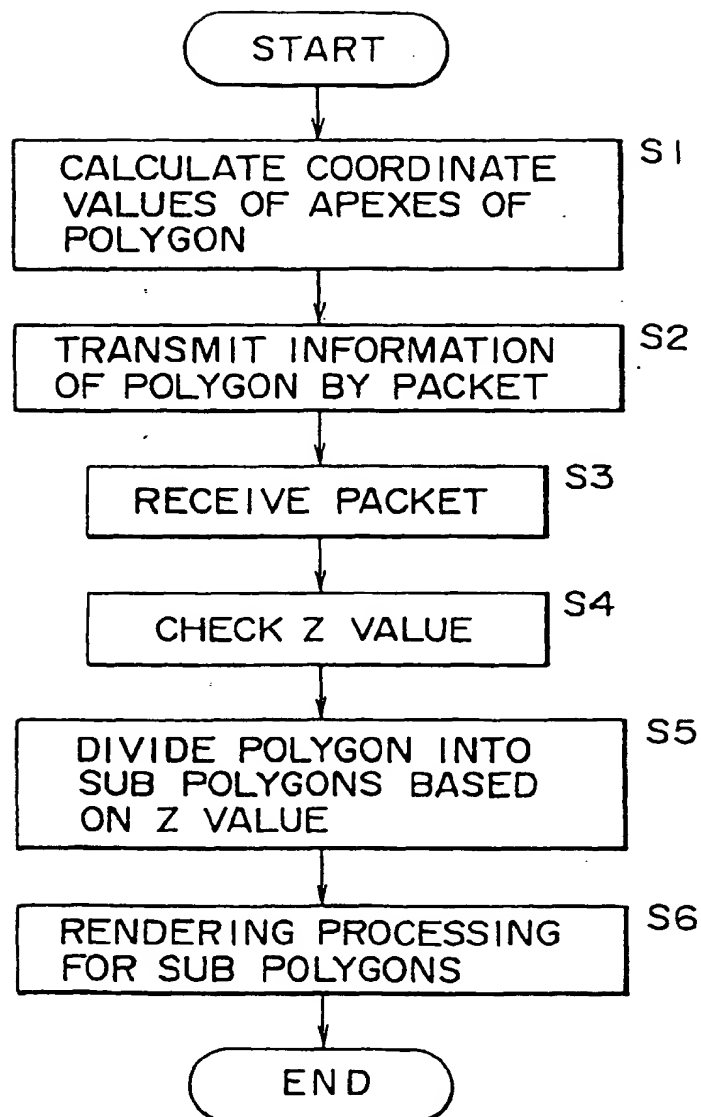 START
S1
CALCULATE COORDINATE
VALUES OF APEXES OF
POLYGON
S2
TRANSMIT INFORMATION
OF POLYGON BY PACKET
S3
RECEIVE PACKET
S4
CHECK Z VALUE
S5
DIVIDE POLYGON INTO
SUB POLYGONS BASED
ON Z VALUE
S6
RENDERING PROCESSING
FOR SUB POLYGONS
END